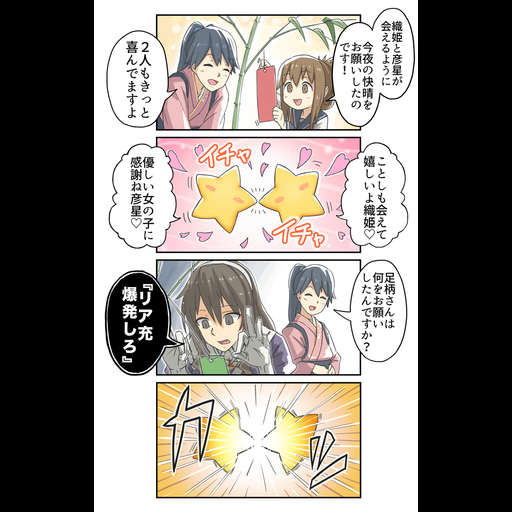 織姫と彦星が
会えるように
今夜の快晴を
お願いしたの
です！
２人もきっと
喜んでますよ
ことしも会えて
嬉しいよ織姫♡
イチャ
イチャ
優しい女の子に
感謝ね彦星♡
足柄さんは
何をお願い
したんですか？
『リア充
爆発しろ』
カッ